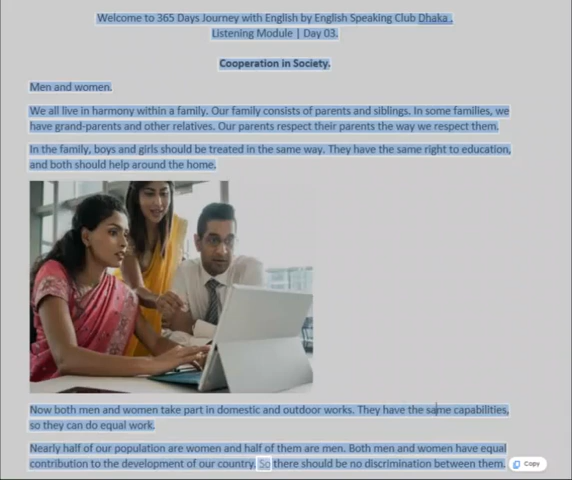 Welcome to 365 Days Journey with English by English Speaking Club Dhaka .
Listening Module | Day 03.
Cooperation in Society.
Men and women.
We all live in harmony within a family. Our family consists of parents and siblings. In some families, we
have grand-parents and other relatives. Our parents respect their parents the way we respect them.
In the family, boys and girls should be treated in the same way. They have the same right to education,
and both should help around the home.
Now both men and women take part in domestic and outdoor works. They have the same capabilities,
so they can do equal work.
Nearly half of our population are women and half of them are men. Both men and women have equal
contribution to the development of our country. So there should be no discrimination between them.
Copy